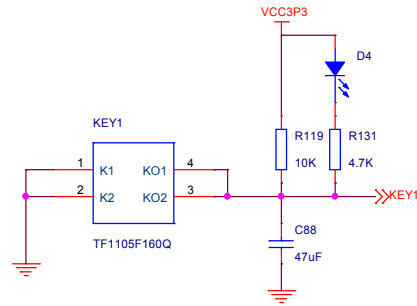 VCC3P3
D4
KEY1
R119
R131
1
K1
KO1
4
10K
4.7K
2
K2
KO2
3
KEY1
C88
TF1105F160Q
47uF